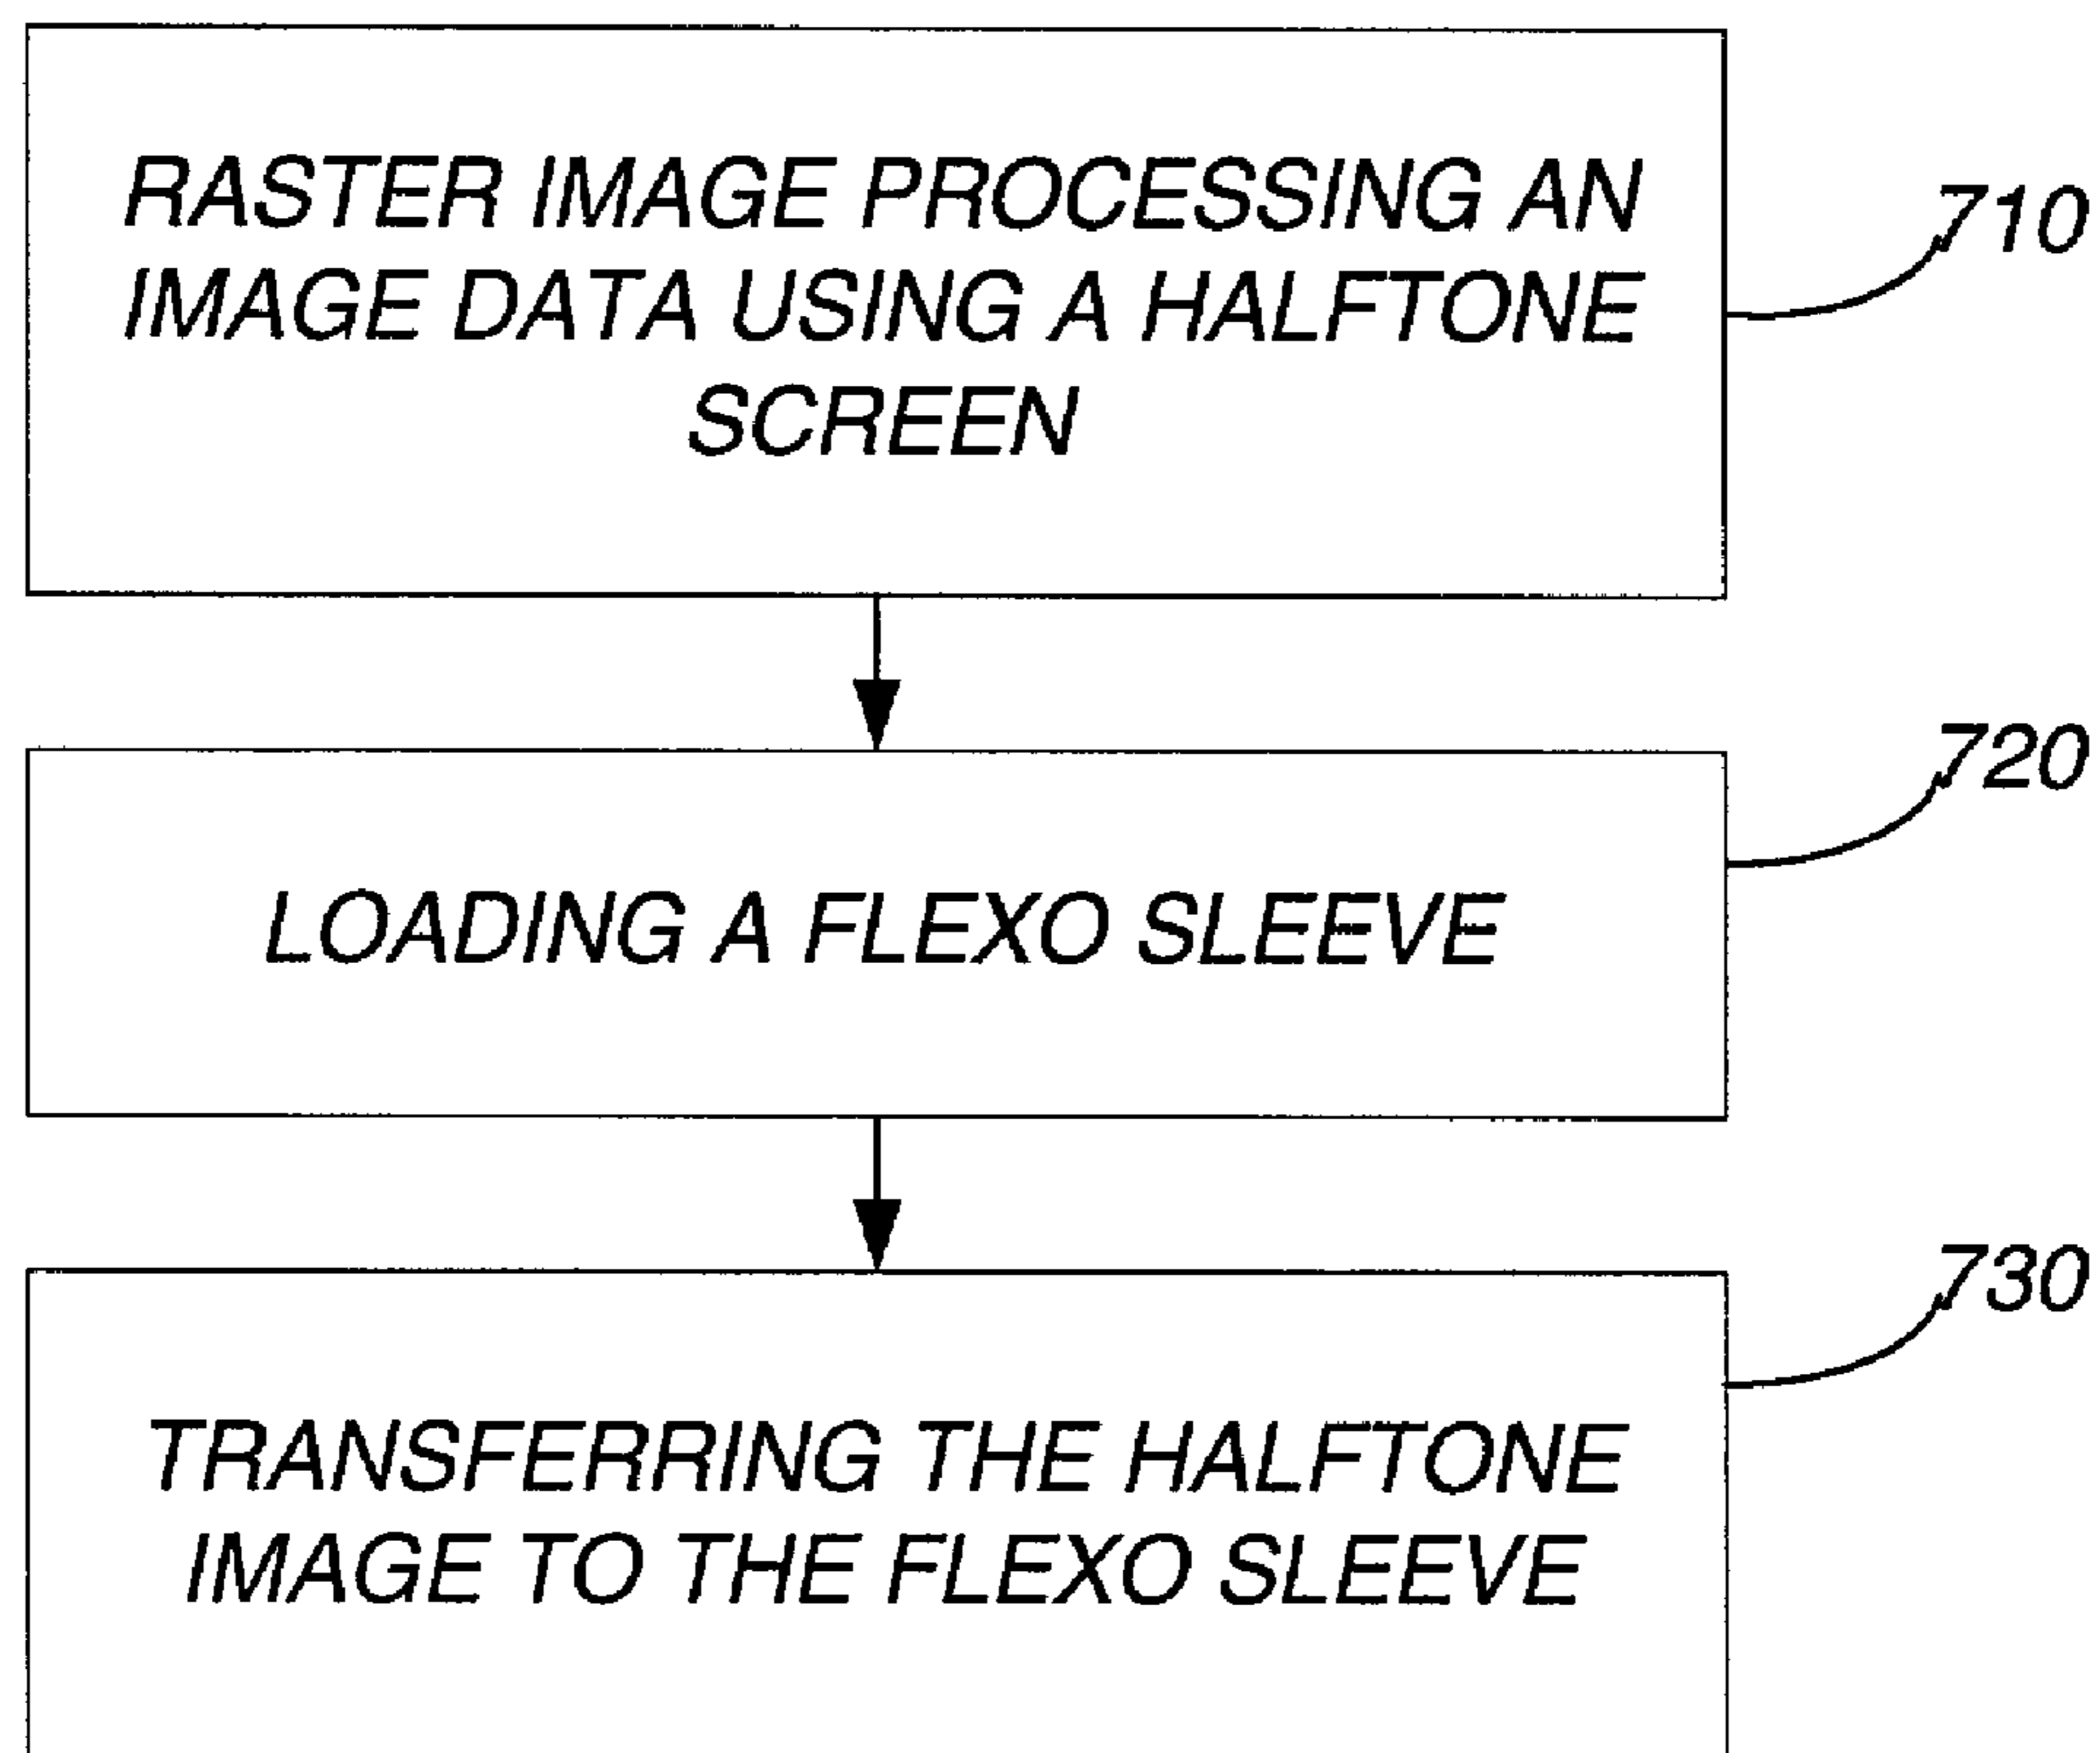 RASTER IMAGE PROCESSING AN
IMAGE DATA USING A HALFTONE
SCREEN
710
LOADING A FLEXO SLEEVE
720
TRANSFERRING THE HALFTONE
IMAGE TO THE FLEXO SLEEVE
730